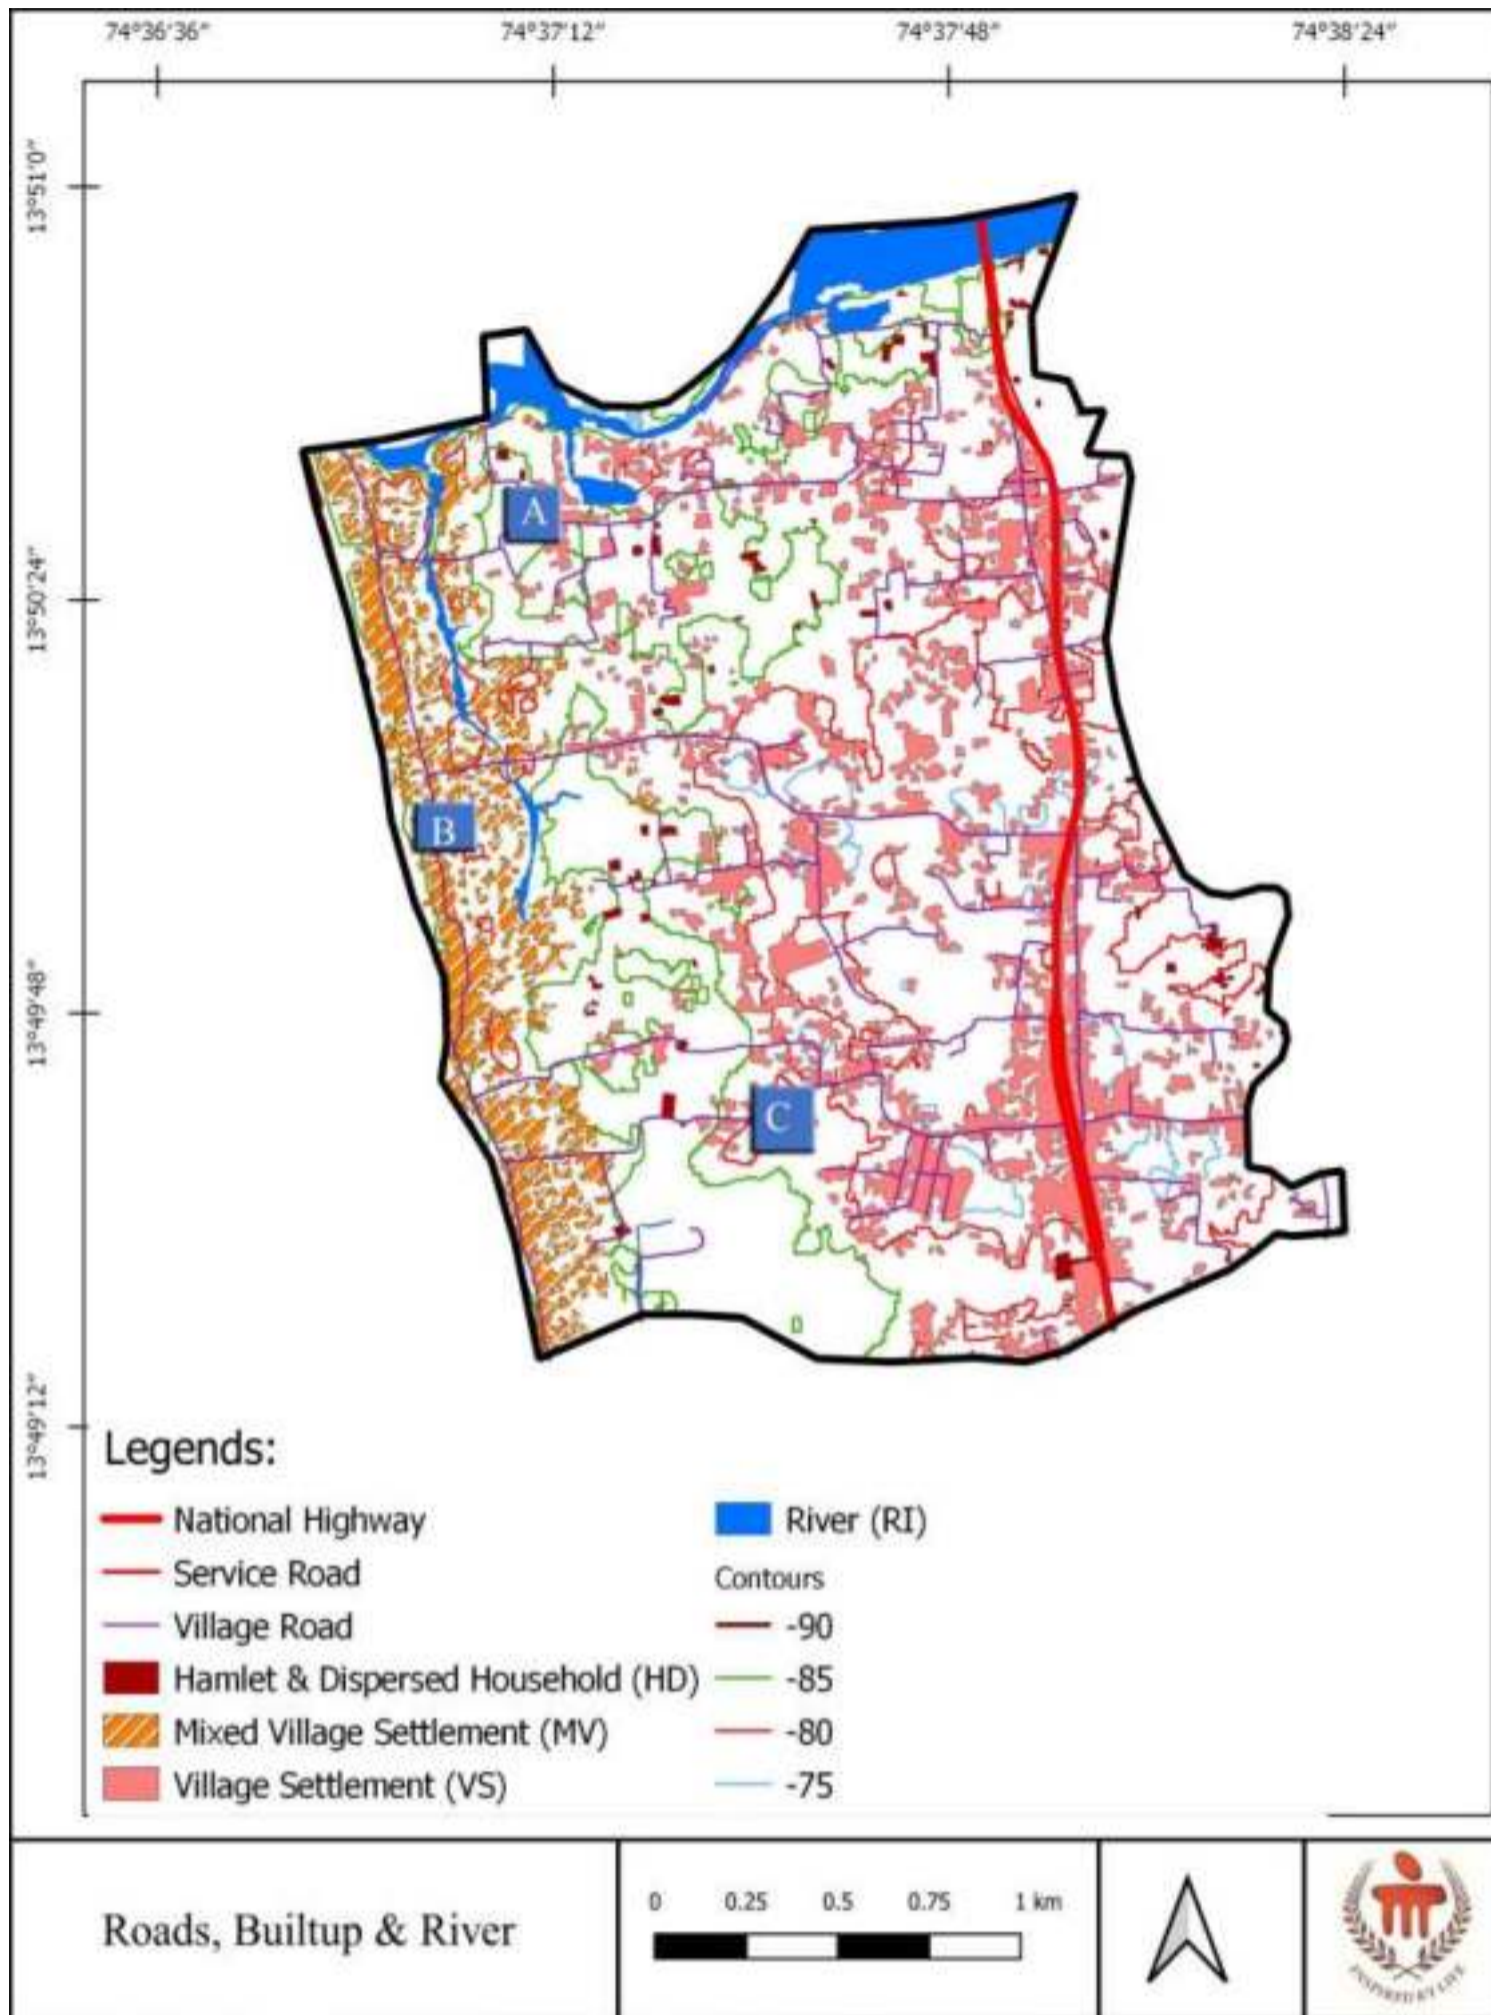 74°36'36"
74°37'12"
74°37'48"
74°38'24"
13°51'0"
13°50'24"
13°49'48"
13°49'12"
A
B
C
Legends:
National Highway
Service Road
Village Road
Hamlet & Dispersed Household (HD)
Mixed Village Settlement (MV)
Village Settlement (VS)
River (RI)
Contours
-90
-85
-80
-75
Roads, Builtup & River
0 0.25 0.5 0.75 1 km
INSPIRED BY LIFE